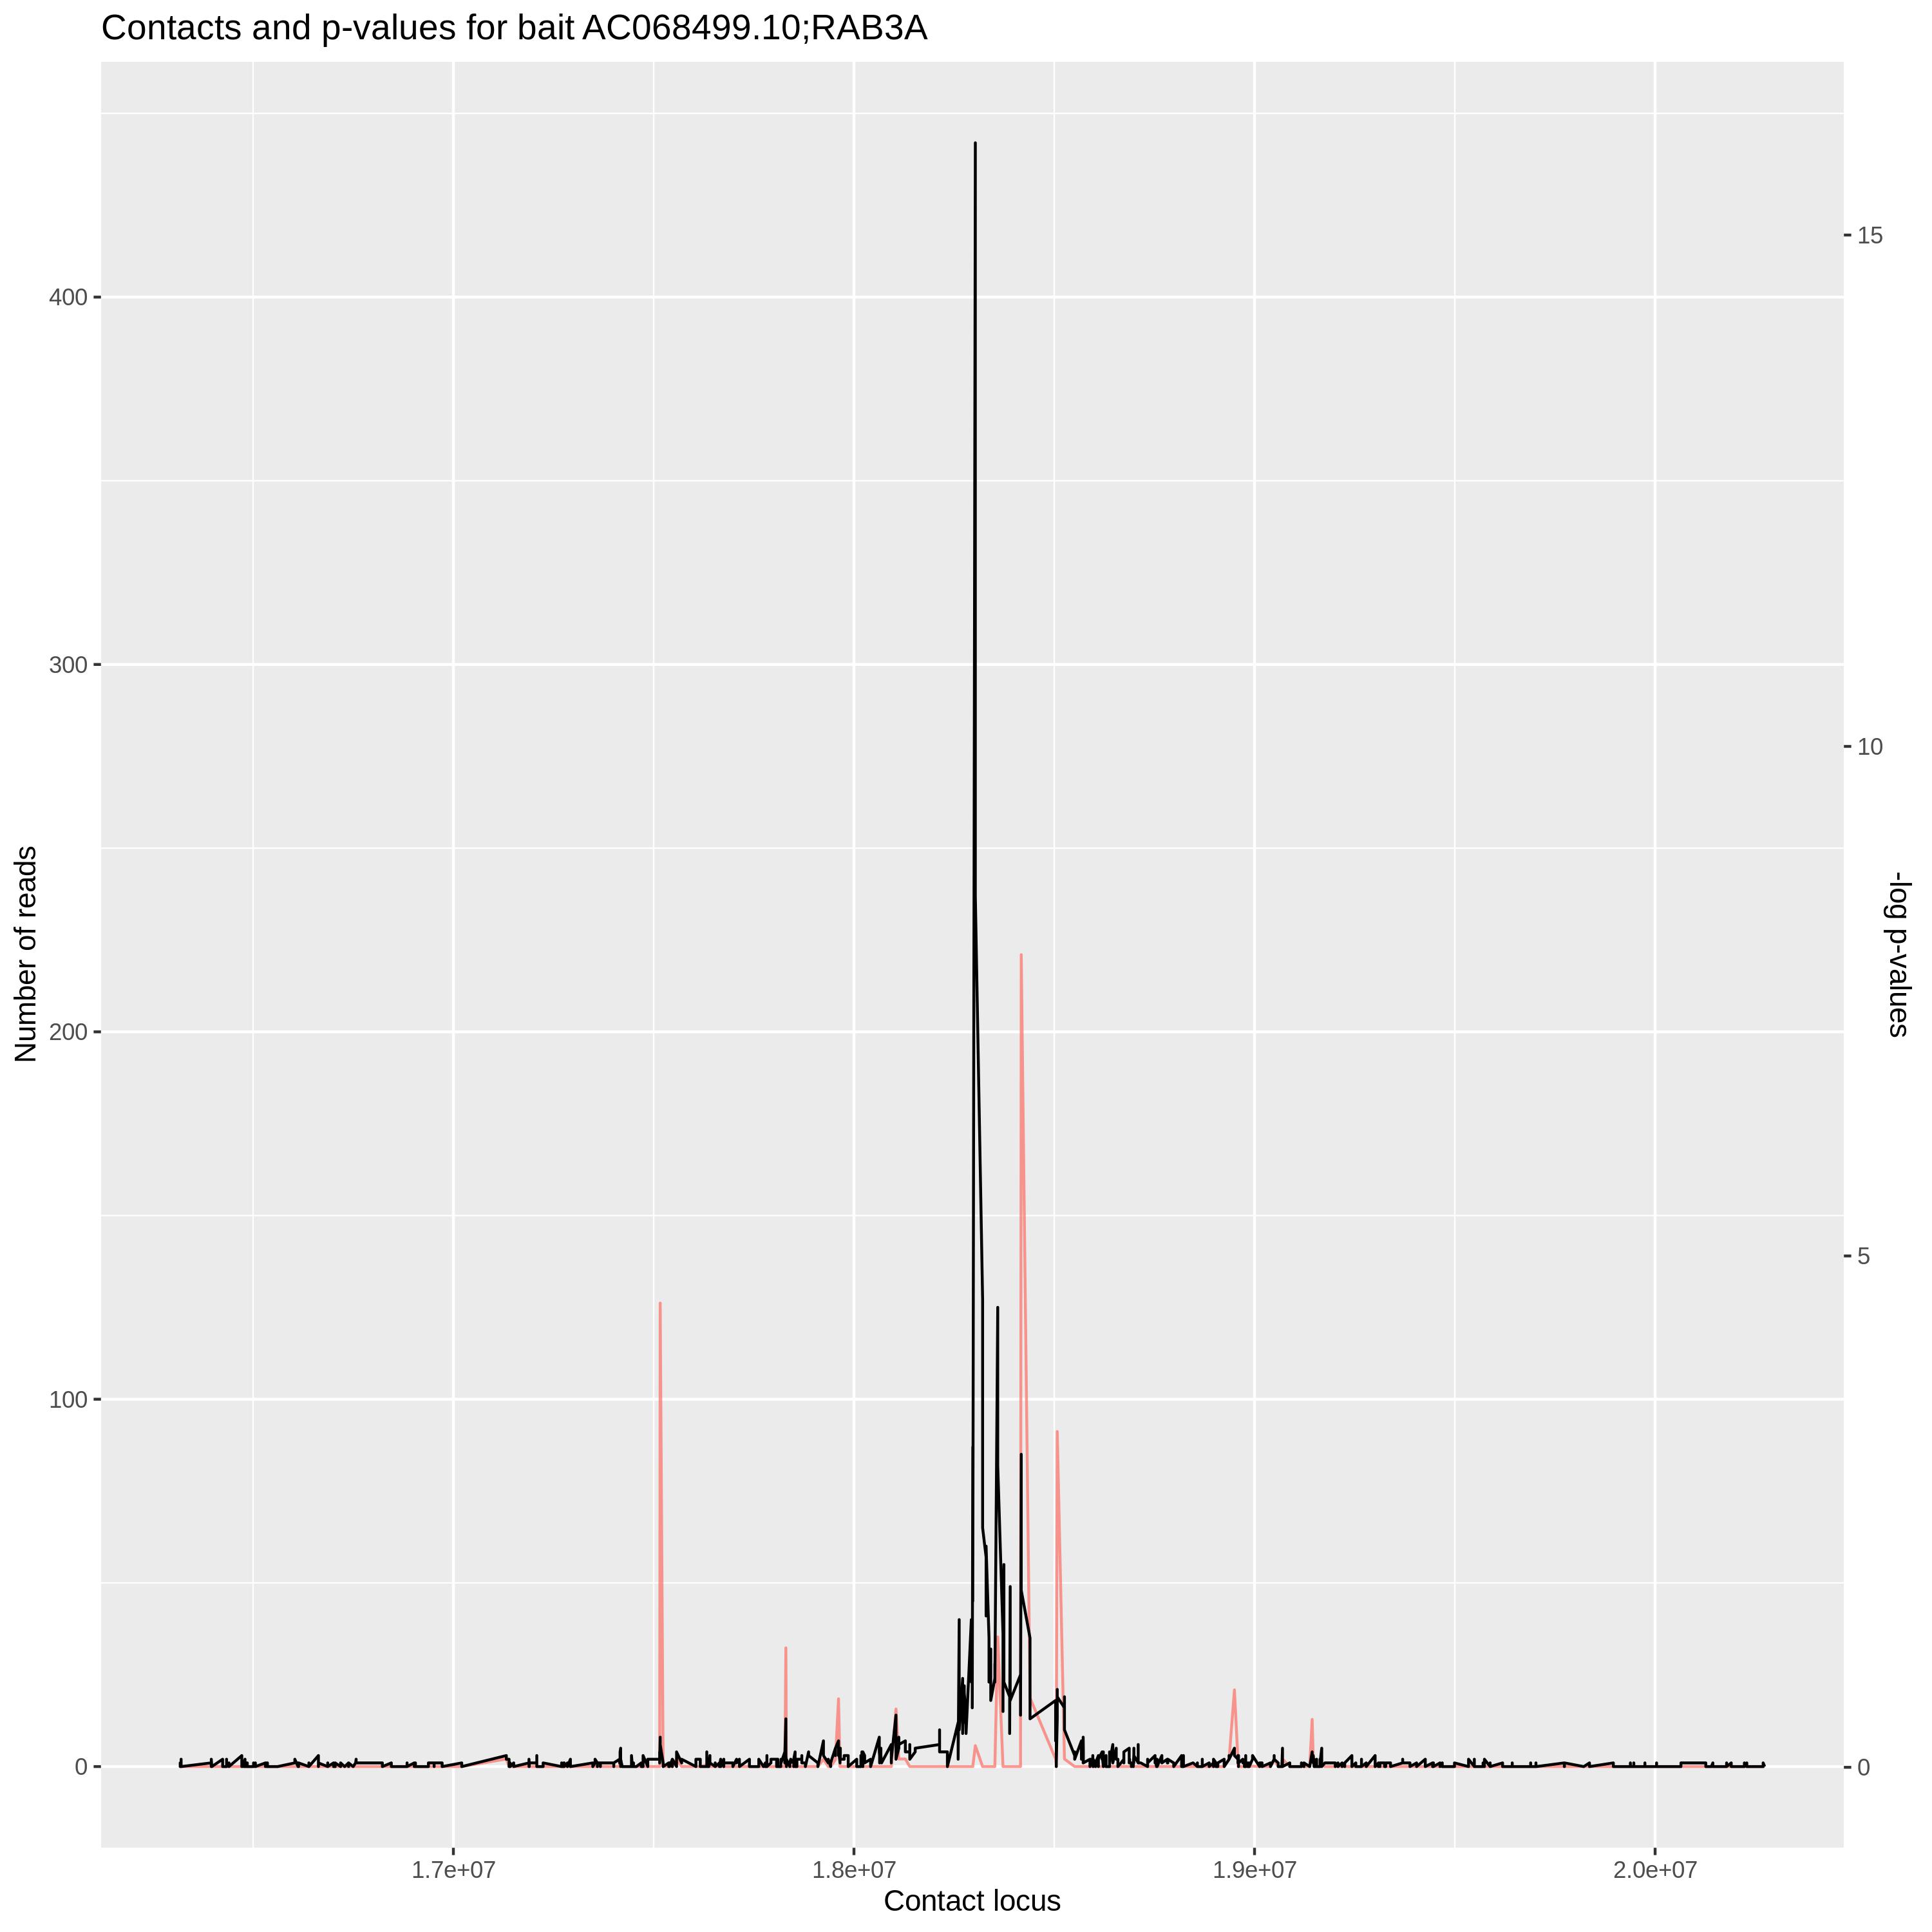 Contacts and p-values for bait AC068499.10;RAB3A
Number of reads
400
300
200
100
0
15
10
5
0
-log p-values
1.7e+07
1.8e+07
1.9e+07
2.0e+07
Contact locus